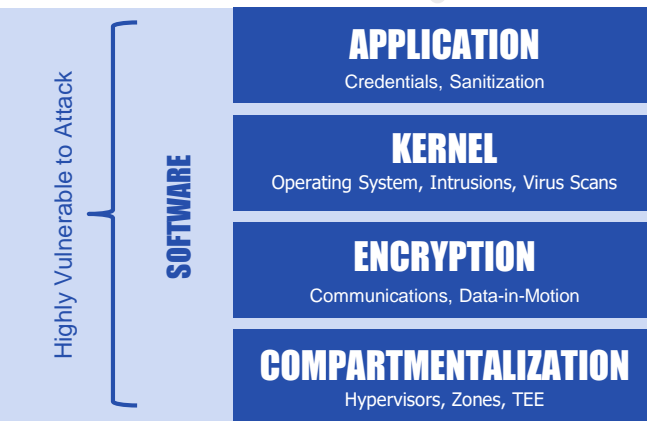 Highly Vulnerable to Attack
SOFTWARE
APPLICATION
Credentials, Sanitization
KERNEL
Operating System, Intrusions, Virus Scans
ENCRYPTION
Communications, Data-in-Motion
COMPARTMENTALIZATION
Hypervisors, Zones, TEE